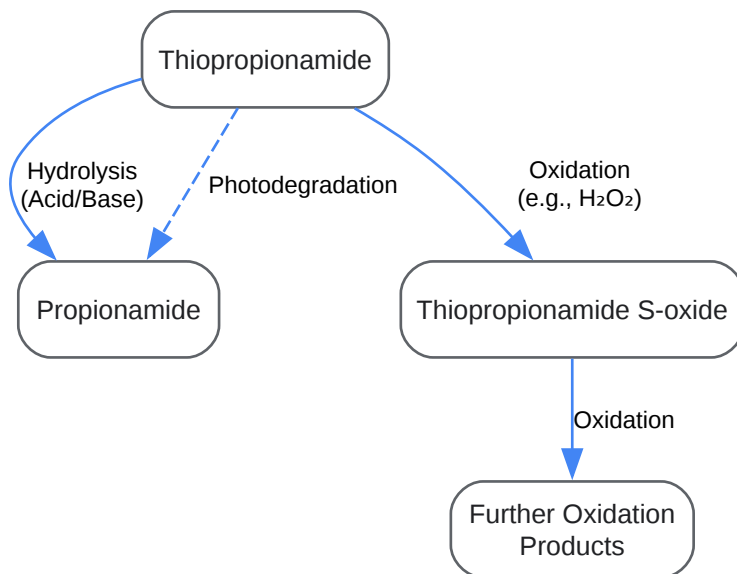 Thiopropionamide
Hydrolysis
(Acid/Base)
Photodegradation
Oxidation
(e.g., H₂O₂)
Propionamide
Thiopropionamide S-oxide
Oxidation
Further Oxidation
Products